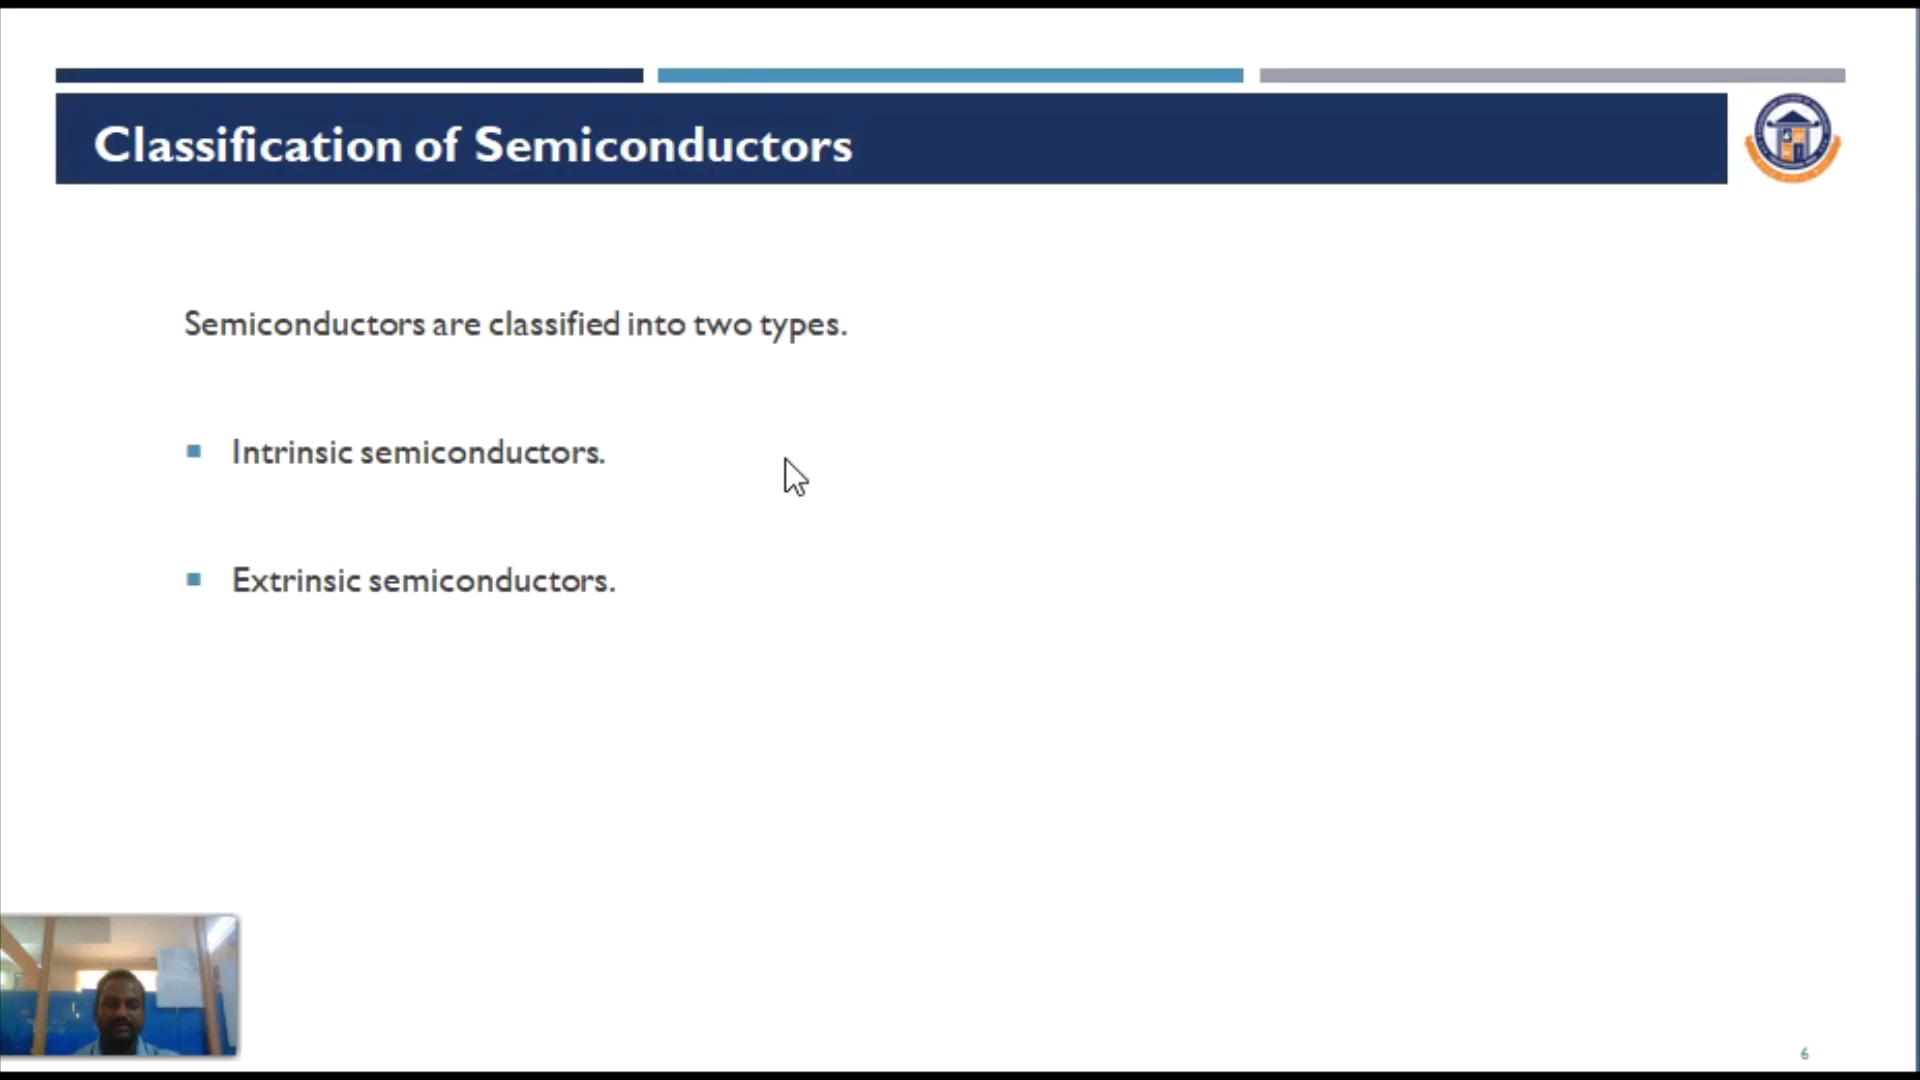 Classification of Semiconductors
Semiconductors are classified into two types.
Intrinsic semiconductors.
Extrinsic semiconductors.
6